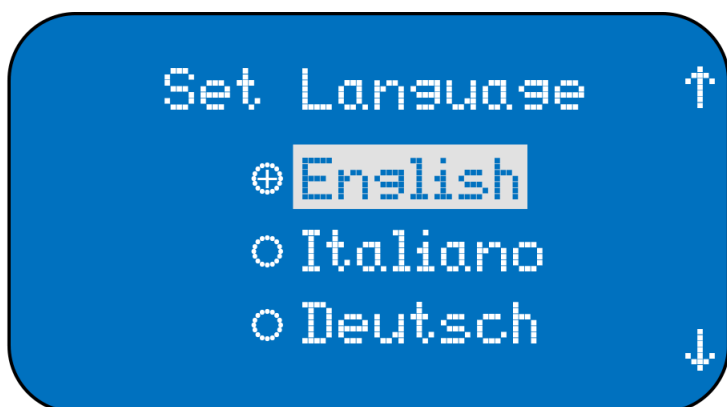 Set Language ↑
English
Italiano
Deutsch
↓